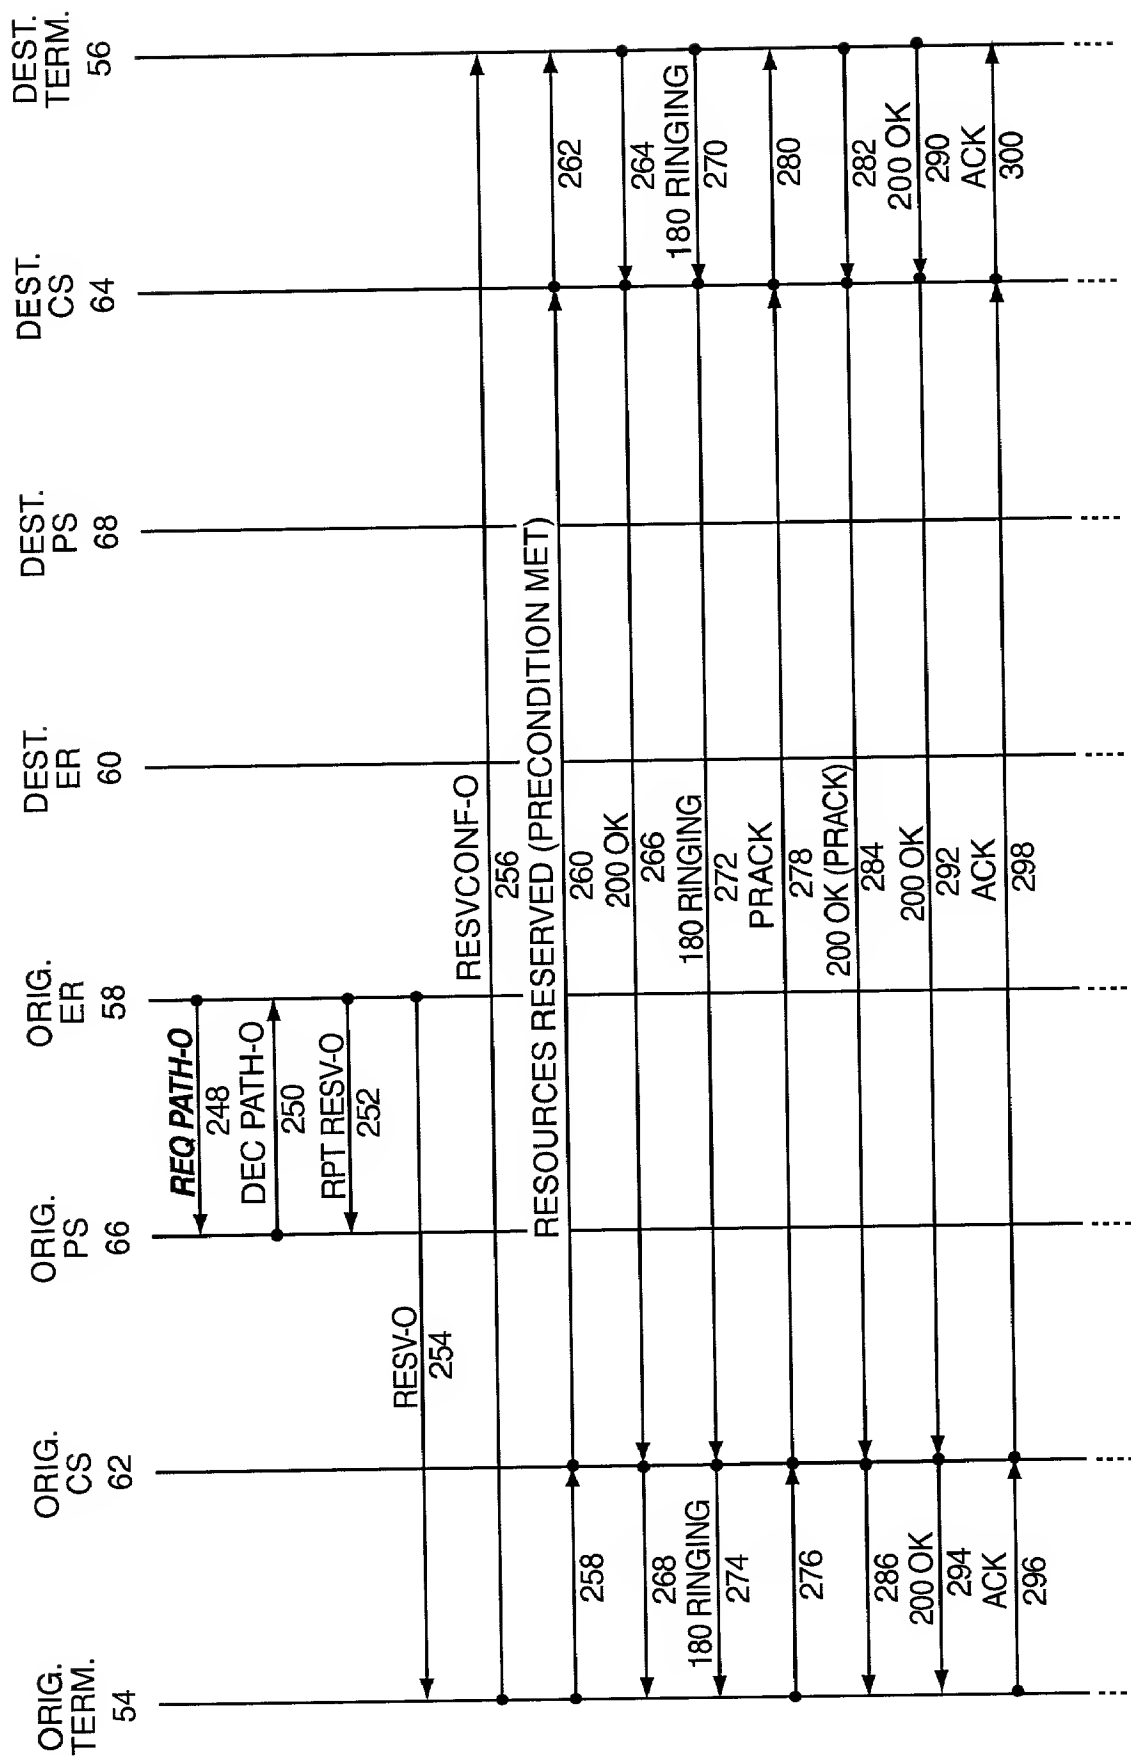 ORIG.
TERM.
54
ORIG.
CS
62
ORIG.
PS
66
ORIG.
ER
58
DEST.
ER
60
DEST.
PS
68
DEST.
CS
64
DEST.
TERM.
56
REQ PATH-O
248
DEC PATH-O
250
RPT RESV-O
252
RESV-O
254
RESVCONF-O
256
RESOURCES RESERVED (PRECONDITION MET)
258
260
262
200 OK
268
266
264
180 RINGING
180 RINGING
180 RINGING
274
272
270
PRACK
276
278
280
200 OK (PRACK)
286
284
282
200 OK
200 OK
200 OK
294
292
290
ACK
ACK
ACK
296
298
300